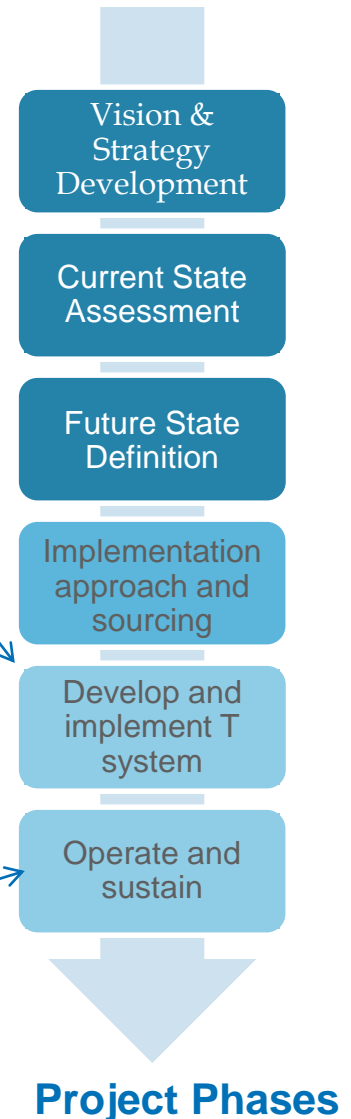 Vision &
Strategy
Development
Current State
Assessment
Future State
Definition
Implementation
approach and
sourcing
Develop and
implement T
system
Operate and
sustain
Project Phases